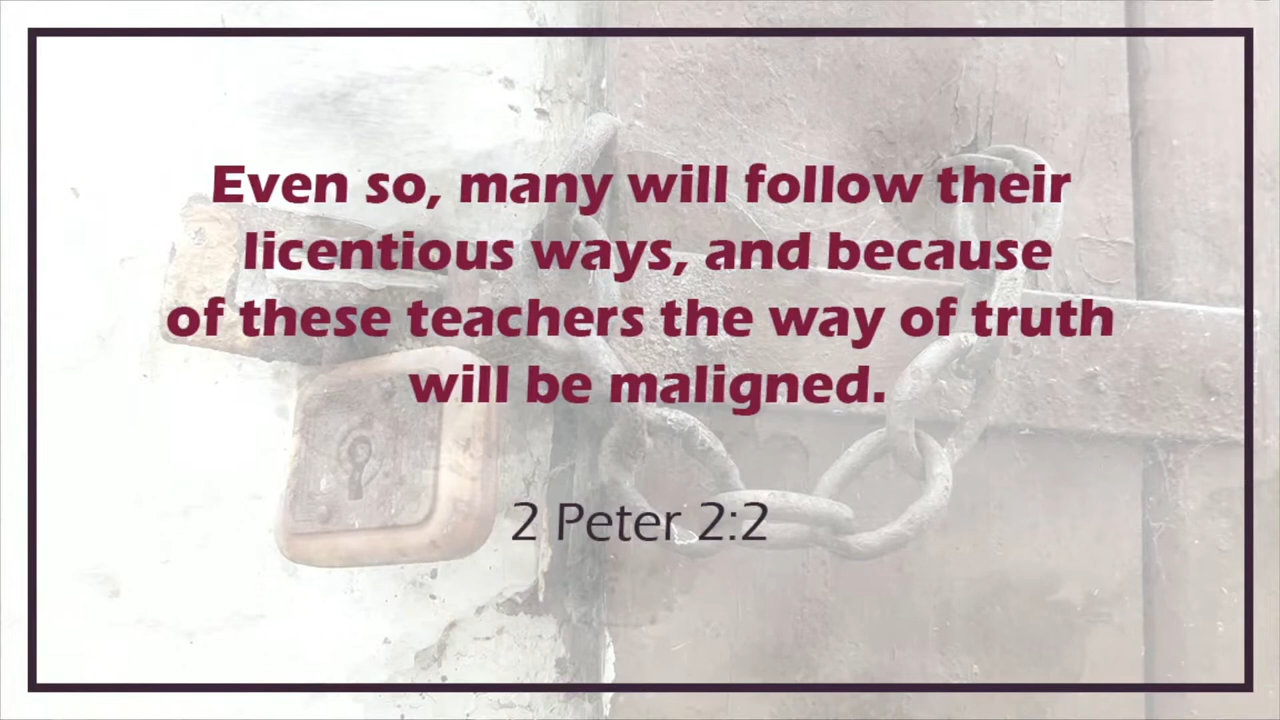 Even so, many will follow their
licentious ways, and because
of these teachers the way of truth
will be maligned.
2 Peter 2:2